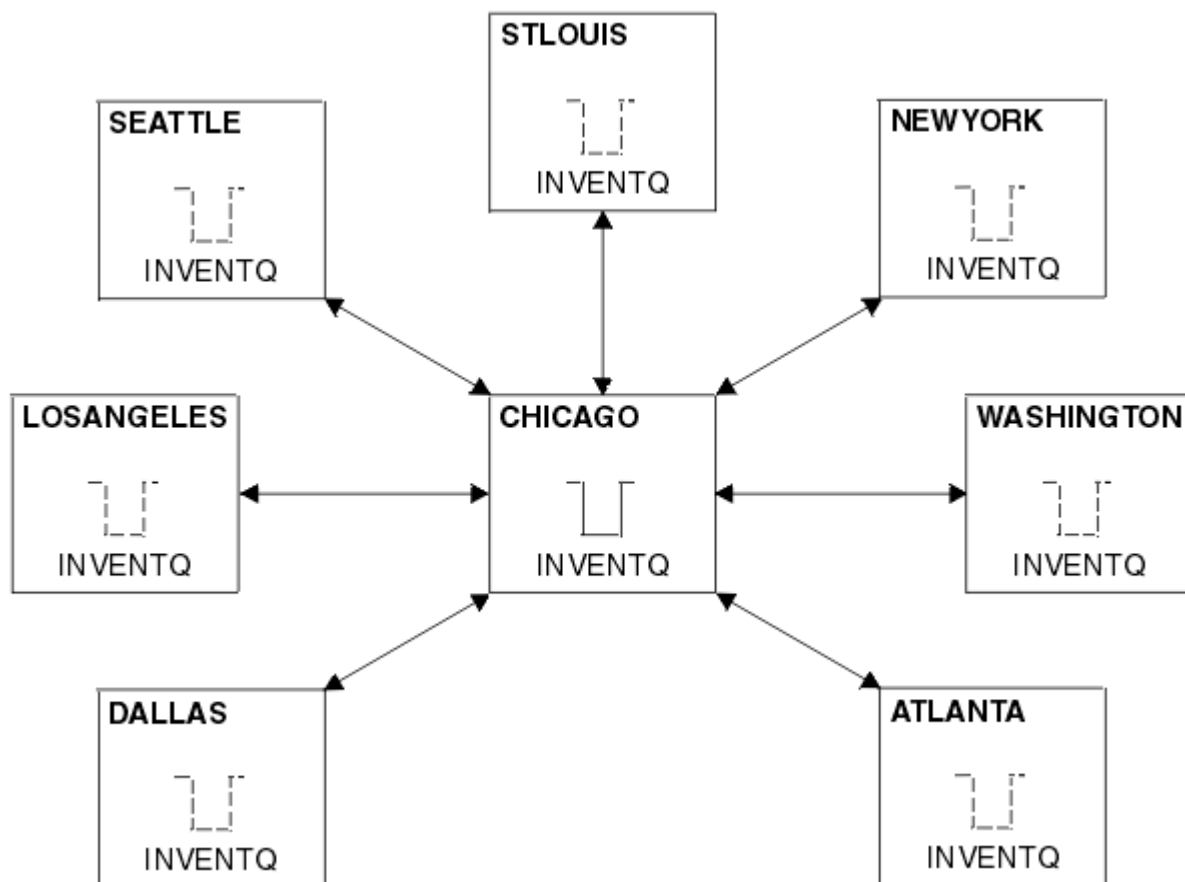 STLOUIS
INVENTQ
SEATTLE
INVENTQ
NEWYORK
INVENTQ
LOSANGELES
INVENTQ
CHICAGO
INVENTQ
WASHINGTON
INVENTQ
DALLAS
INVENTQ
ATLANTA
INVENTQ